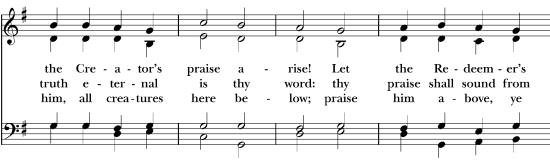 the Cre - a - tor's praise a - rise! Let the Re - deem - er's
truth e - ter - nal is thy word: thy praise shall sound from
him, all crea - tures here be - low; praise him a - bove, ye